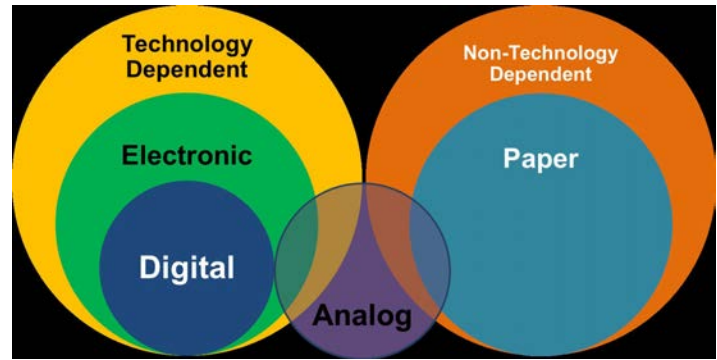 Technology
Dependent
Electronic
Digital
Analog
Non-Technology
Dependent
Paper